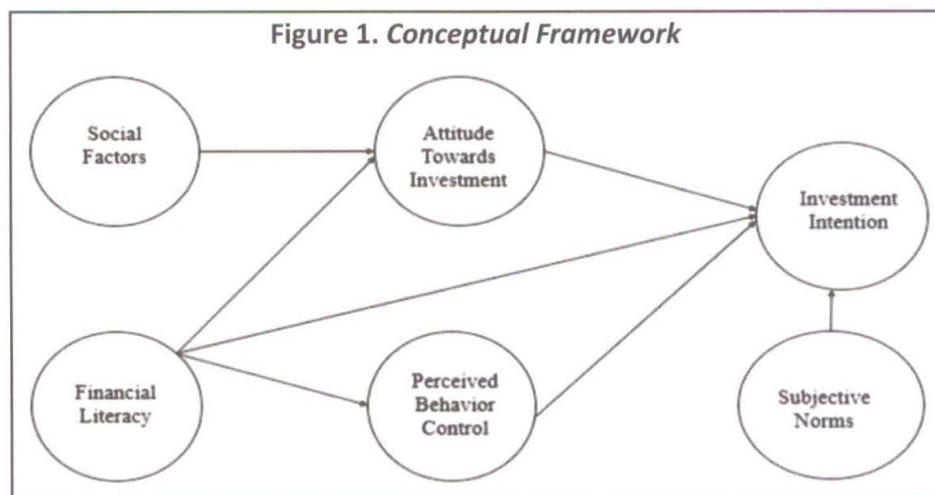 Figure 1. Conceptual Framework
Social
Factors
Attitude
Towards
Investment
Investment
Intention
Financial
Literacy
Perceived
Behavior
Control
Subjective
Norms